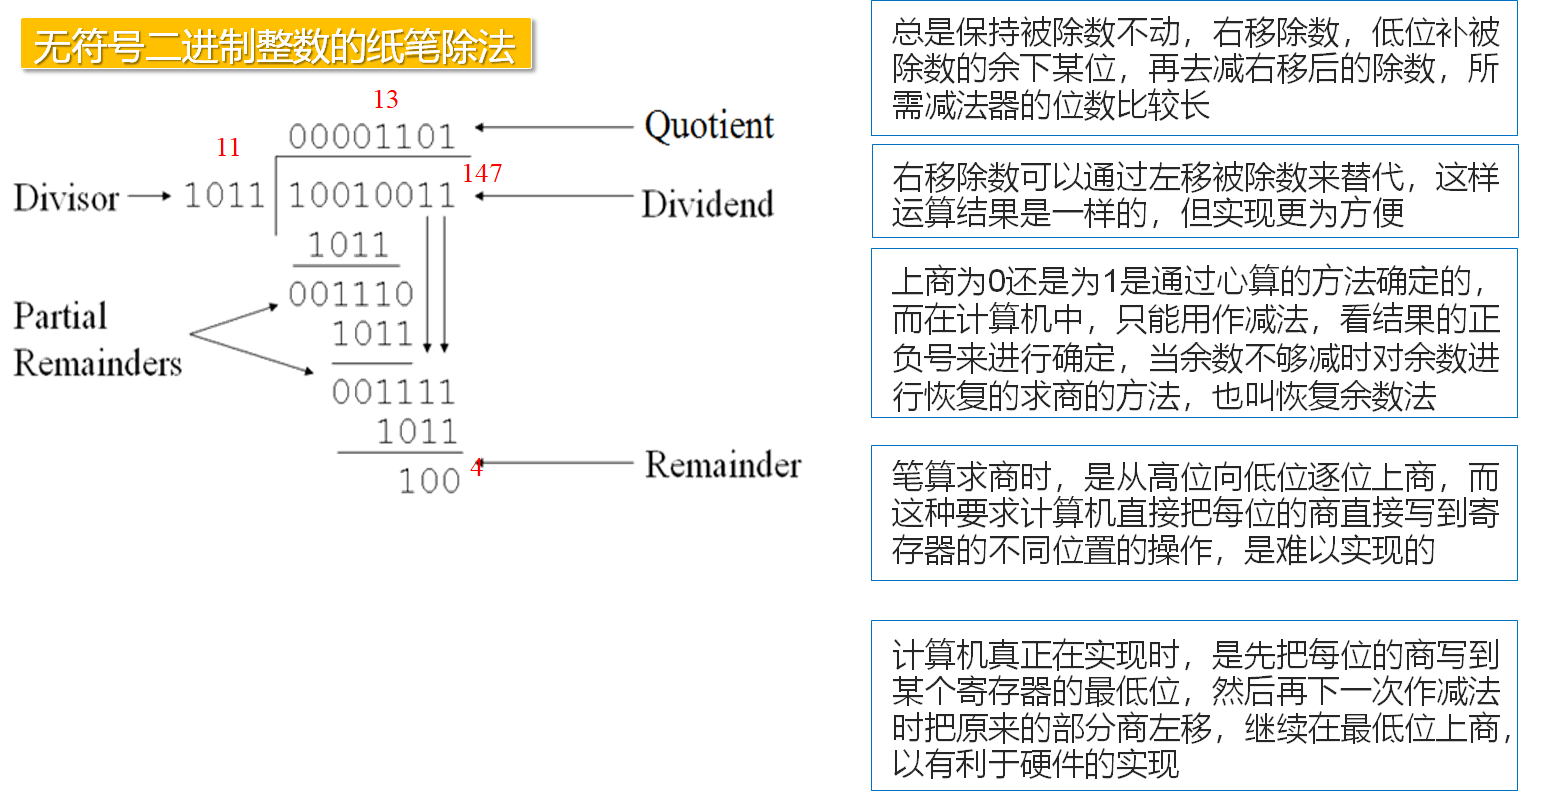 无符号二进制整数的纸笔除法
13
00001101
Quotient
11
147
Divisor
1011
10010011
Dividend
1011
001110
Partial
Remainders
1011
001111
1011
4
100
Remainder
总是保持被除数不动，右移除数，低位补被
除数的余下某位，再去减右移后的除数，所
需减法器的位数比较长
右移除数可以通过左移被除数来替代，这样
运算结果是一样的，但实现更为方便
上商为0还是为1是通过心算的方法确定的，
而在计算机中，只能用作减法，看结果的正
负号来进行确定，当余数不够减时对余数进
行恢复的求商的方法，也叫恢复余数法
笔算求商时，是从高位向低位逐位上商，而
这种要求计算机直接把每位的商直接写到寄
存器的不同位置的操作，是难以实现的
计算机真正在实现时，是先把每位的商写到
某个寄存器的最低位，然后再下一次作减法
时把原来的部分商左移，继续在最低位上商，
以有利于硬件的实现